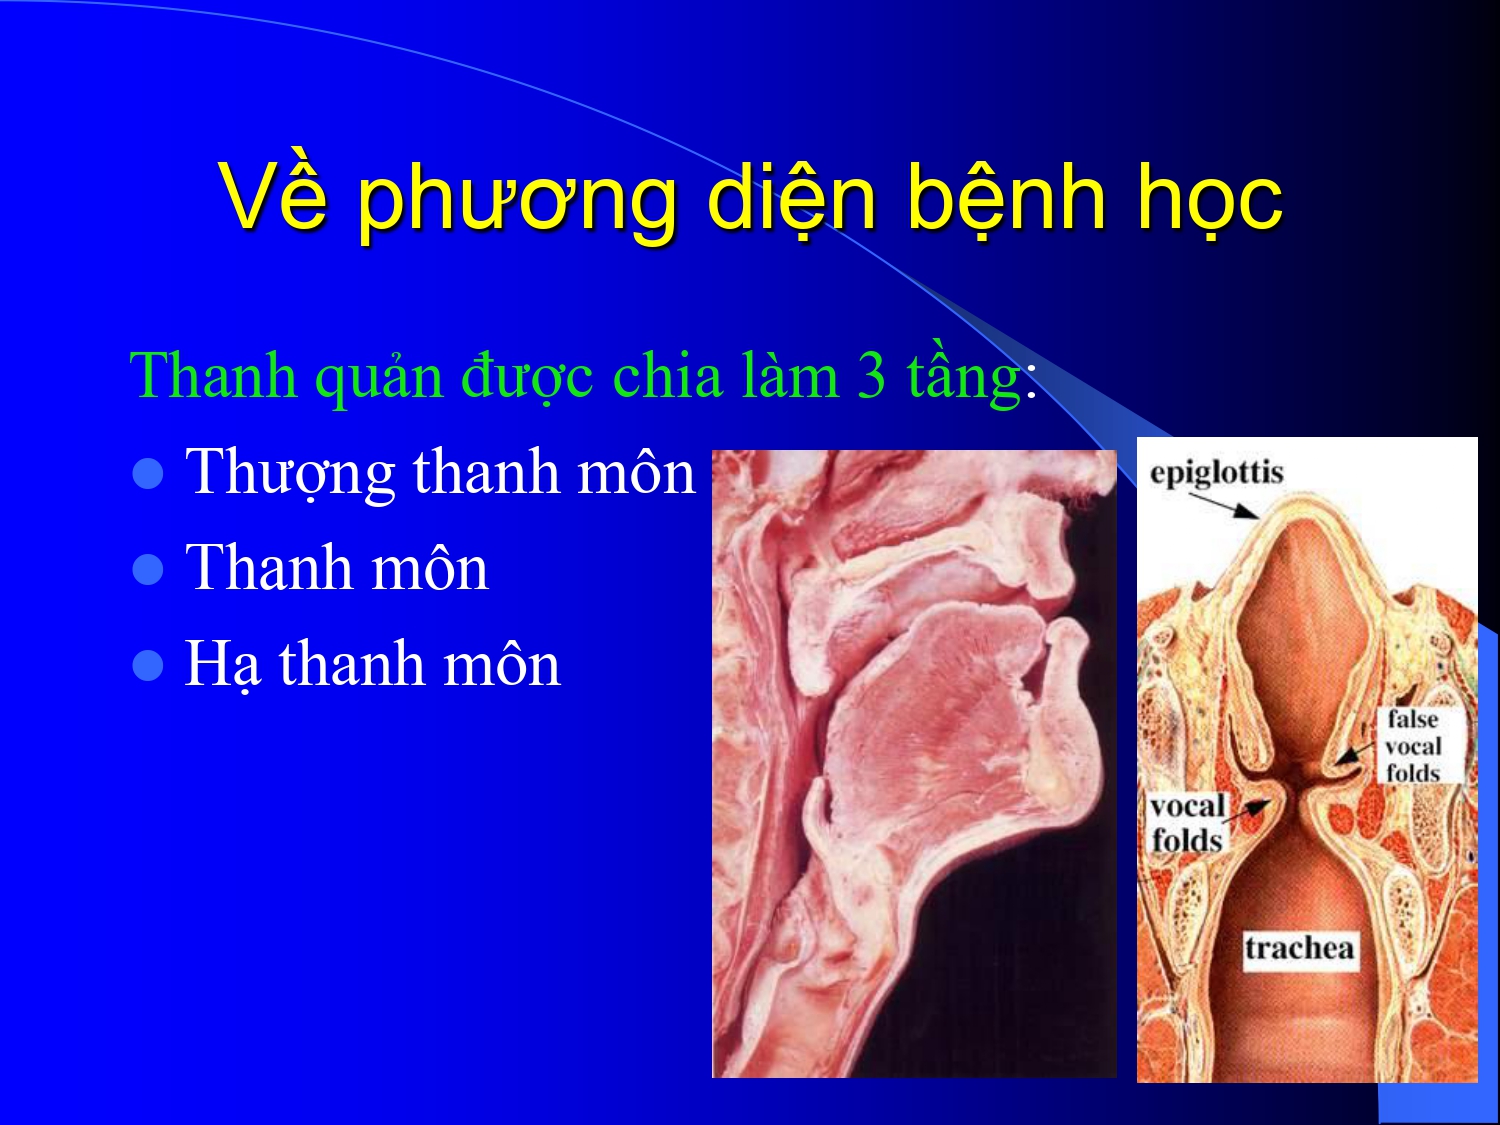 Về phương diện bệnh học
Thanh quản được chia làm 3 tầng:
Thượng thanh môn
Thanh môn
Hạ thanh môn
epiglottis
false
vocal
folds
vocal
folds
trachea